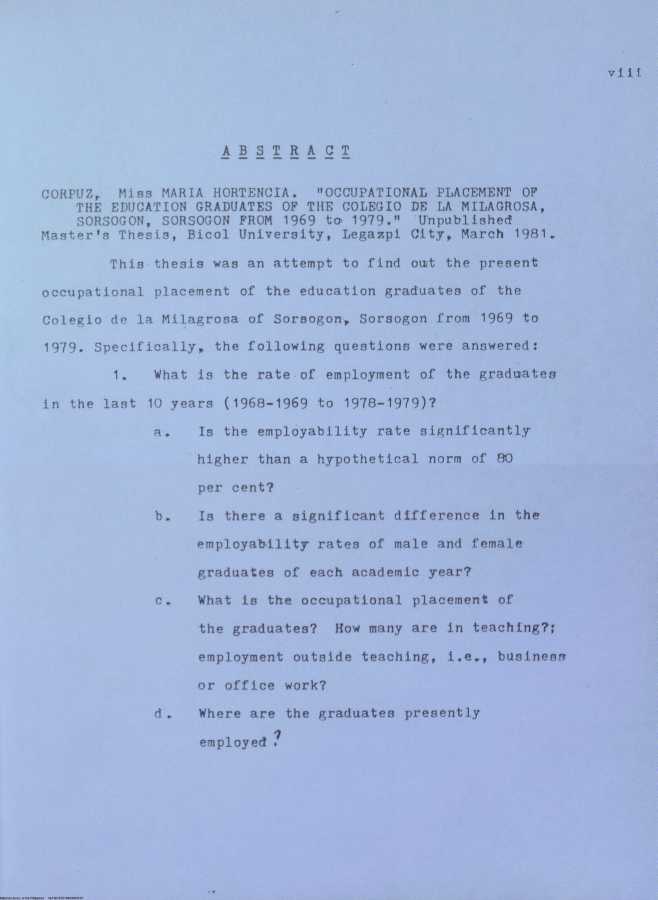 viii
A B S T R A C T
CORPUZ, Miss MARIA HORTENCIA. "OCCUPATIONAL PLACEMENT OF
THE EDUCATION GRADUATES OF THE COLEGIO DE LA MILAGROSA,
SORSOGON, SORSOGON FROM 1969 to 1979." Unpublished
Master's Thesis, Bicol University, Legazpi City, March 1981.
This thesis was an attempt to find out the present
occupational placement of the education graduates of the
Colegio de la Milagrosa of Sorsogon, Sorsogon from 1969 to
1979. Specifically, the following questions were answered:
1. What is the rate of employment of the graduates
in the last 10 years (1968-1969 to 1978-1979)?
a. Is the employability rate significantly
higher than a hypothetical norm of 80
per cent?
b. Is there a significant difference in the
employability rates of male and female
graduates of each academic year?
c. What is the occupational placement of
the graduates? How many are in teaching?;
employment outside teaching, i.e., business
or office work?
d. Where are the graduates presently
employed?